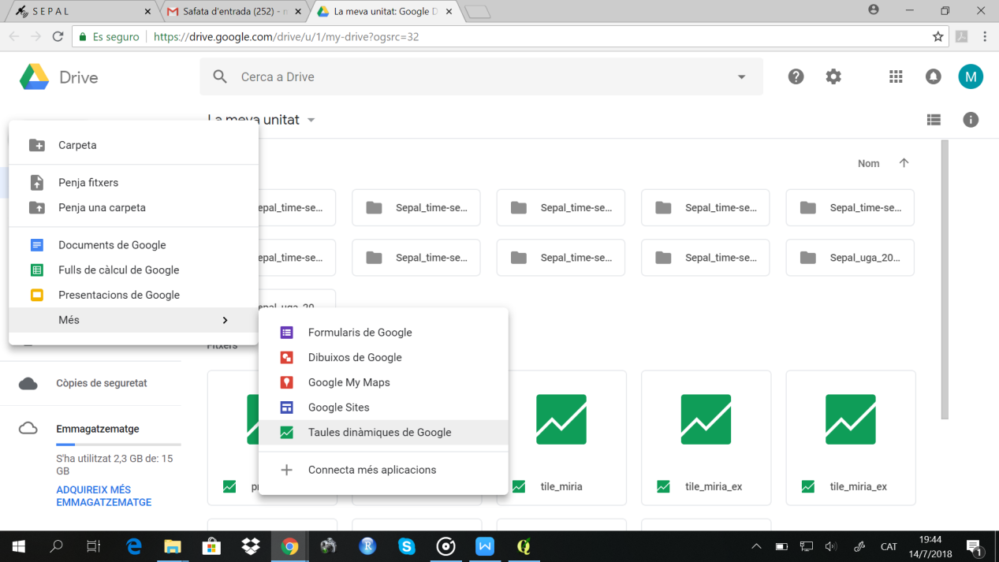 SEPAL
Safata d'entrada (252) -
La meva unitat: Google D
Es seguro
https://drive.google.com/drive/u/1/my-drive?ogsrc=32
Drive
Cerca a Drive
M
La meva unitat
Nom
Carpeta
Penja fitxers
Penja una carpeta
Documents de Google
Fulls de càlcul de Google
Presentacions de Google
Més
epal_time-se...
Sepal_time-se...
Sepal_time-se...
Sepal_time-se...
Sepal_time-se...
epal_time-se...
Sepal_time-se...
Sepal_time-se...
Sepal_time-se...
Sepal_uga_20...
Fitxers
Formularis de Google
Dibuixos de Google
Google My Maps
Google Sites
Taules dinàmiques de Google
Connecta més aplicacions
Còpies de seguretat
Emmagatzematge
S'ha utilitzat 2,3 GB de: 15
GB
ADQUIREIX MÉS
EMMAGATZEMATGE
tile_miria
tile_miria_ex
tile_miria_ex
CAT
19:44
14/7/2018
1